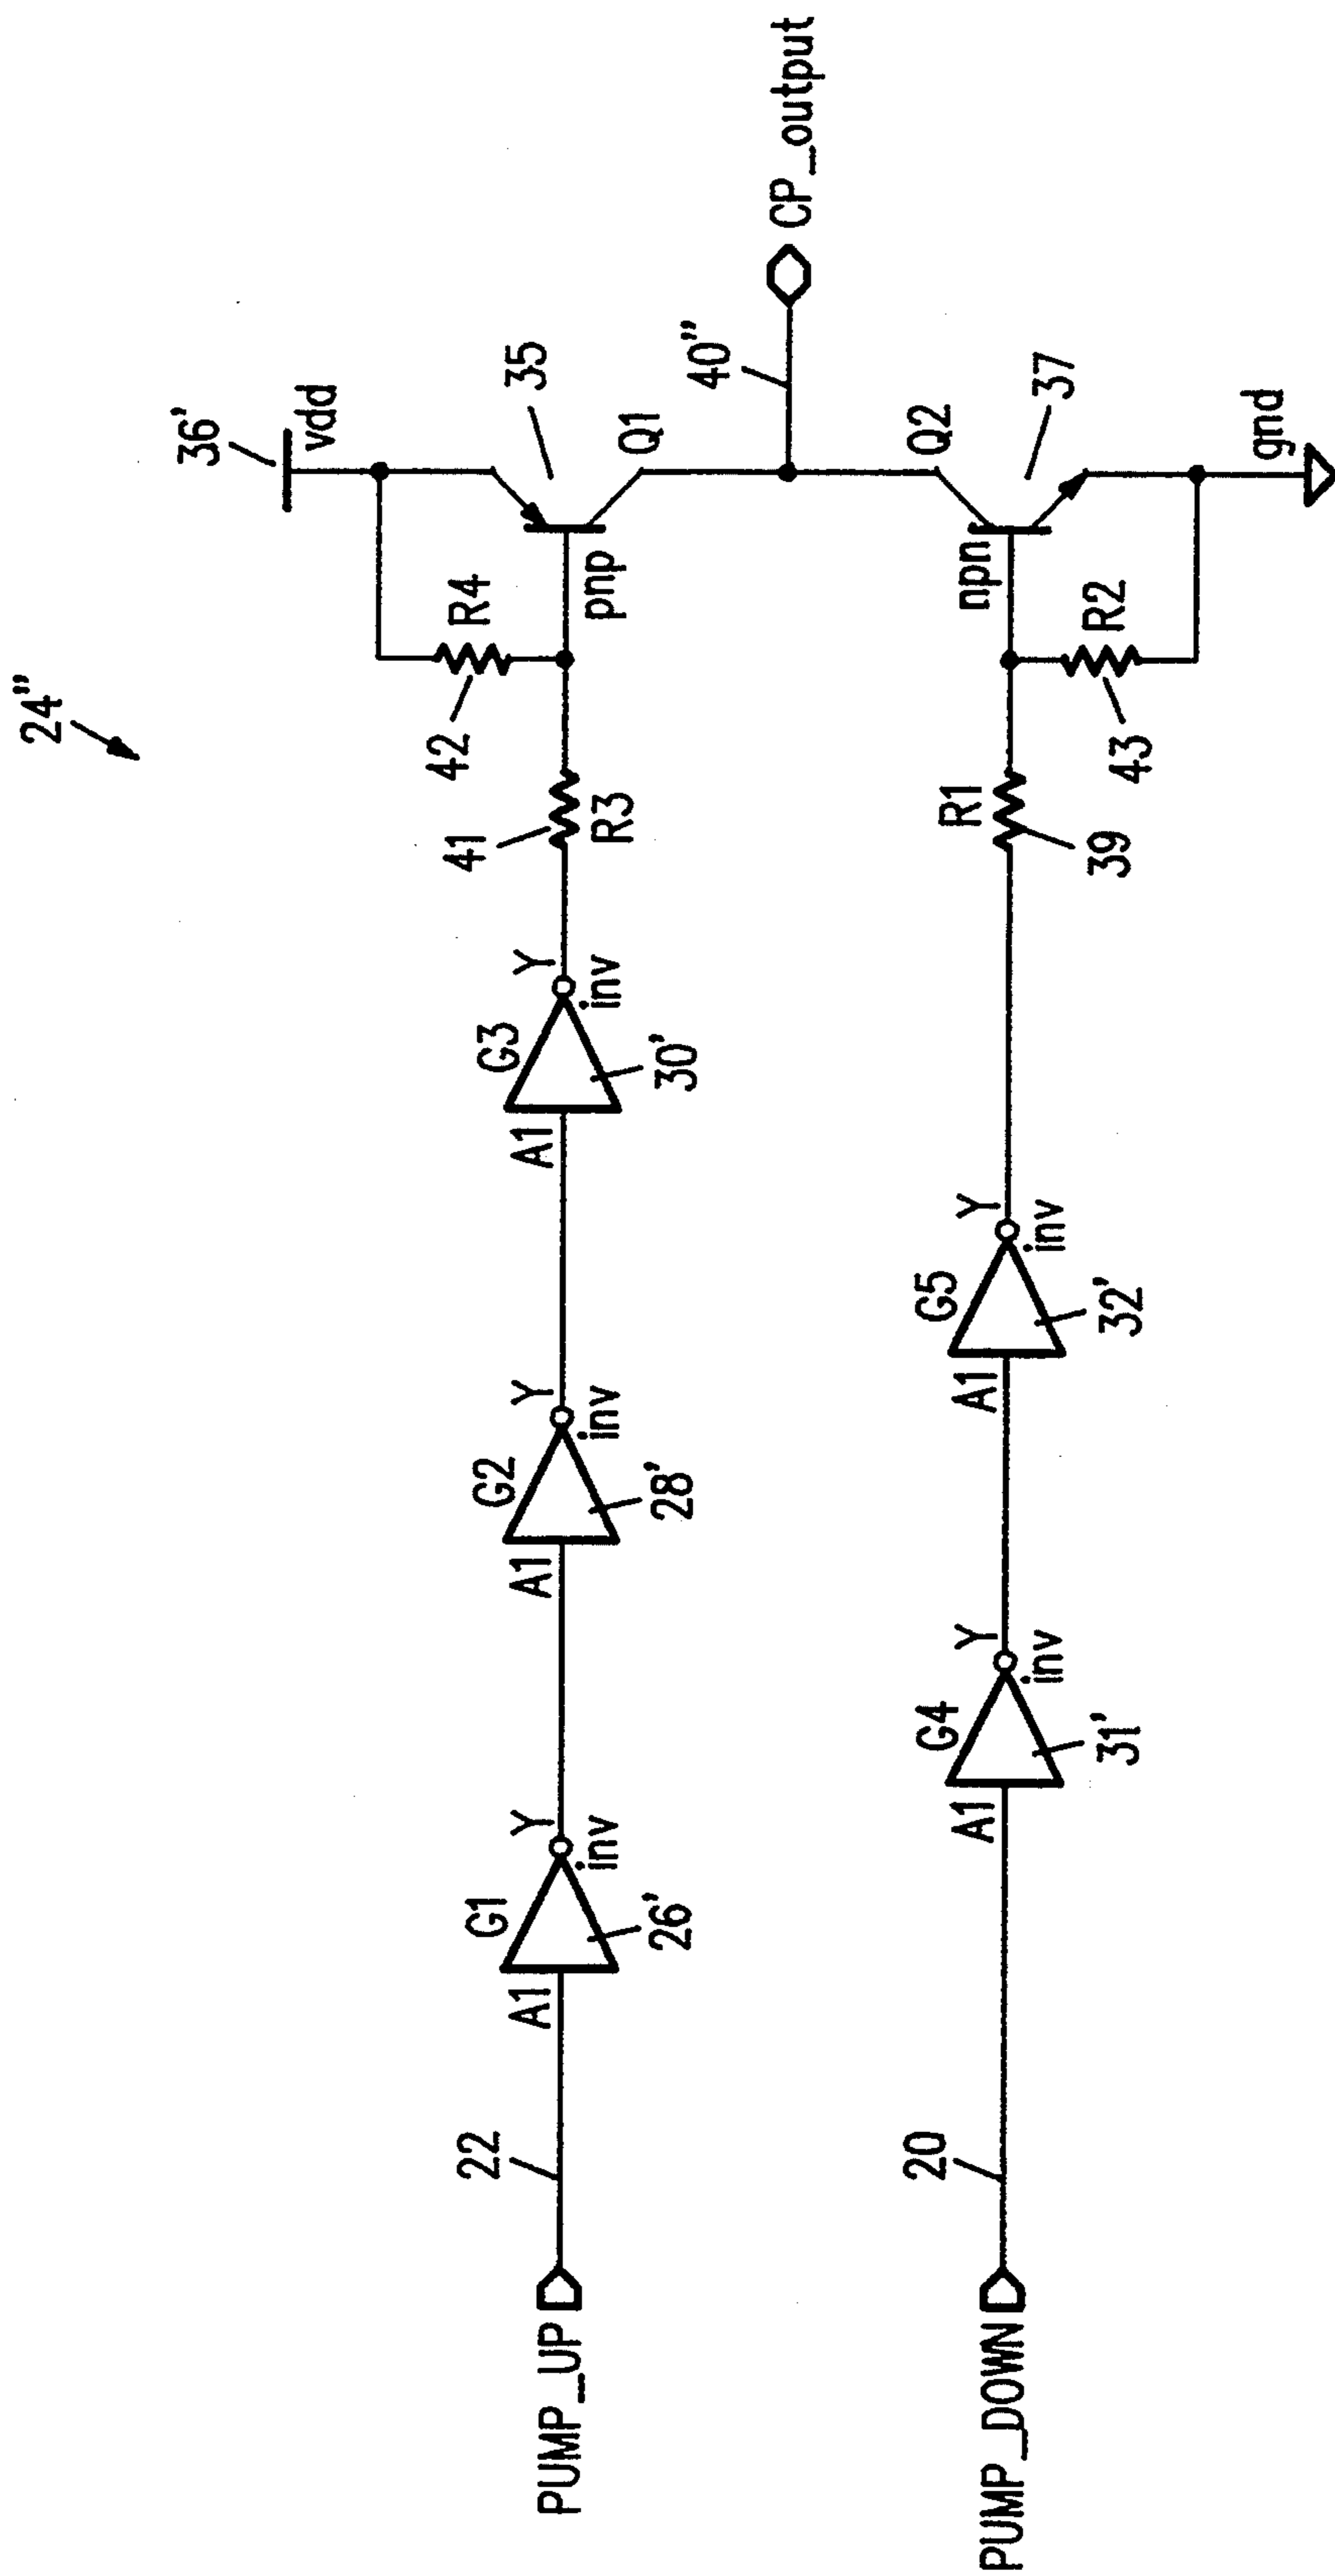 24"
36'
vdd
R4
42
35
pnp
Q1
PUMP_UP
22
A1
G1
Y
inv
26'
A1
G2
Y
inv
28'
A1
G3
Y
inv
30'
41
R3
40"
CP_output
PUMP_DOWN
20
A1
G4
Y
inv
31'
A1
G5
Y
inv
32'
R1
39
npn
Q2
37
R2
43
gnd